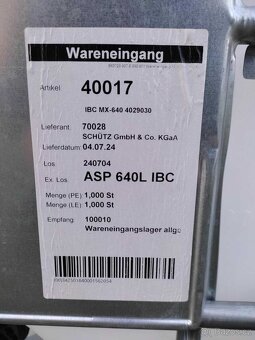 Wareneingang
Artikel 40017
IBC MX-640 4029030
Lieferant 70028
SCHÜTZ GmbH & Co. KGaA
Lieferdatum 04.07.24
Los 240704
Ex. Los. ASP 640L IBC
Menge (PE) 1,000 St
Menge (LE) 1,000 St
Empfang 100010
Wareneingangslager allge